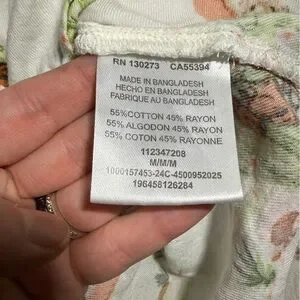 RN 130273 CA55394
MADE IN BANGLADESH
HECHO EN BANGLADESH
FABRIQUE AU BANGLADESH
55%COTTON 45% RAYON
55% ALGODON 45% RAYON
55% COTON 45% RAYONNE
112347208
M/M/M
1000157453-24C-4500952025
196458126284